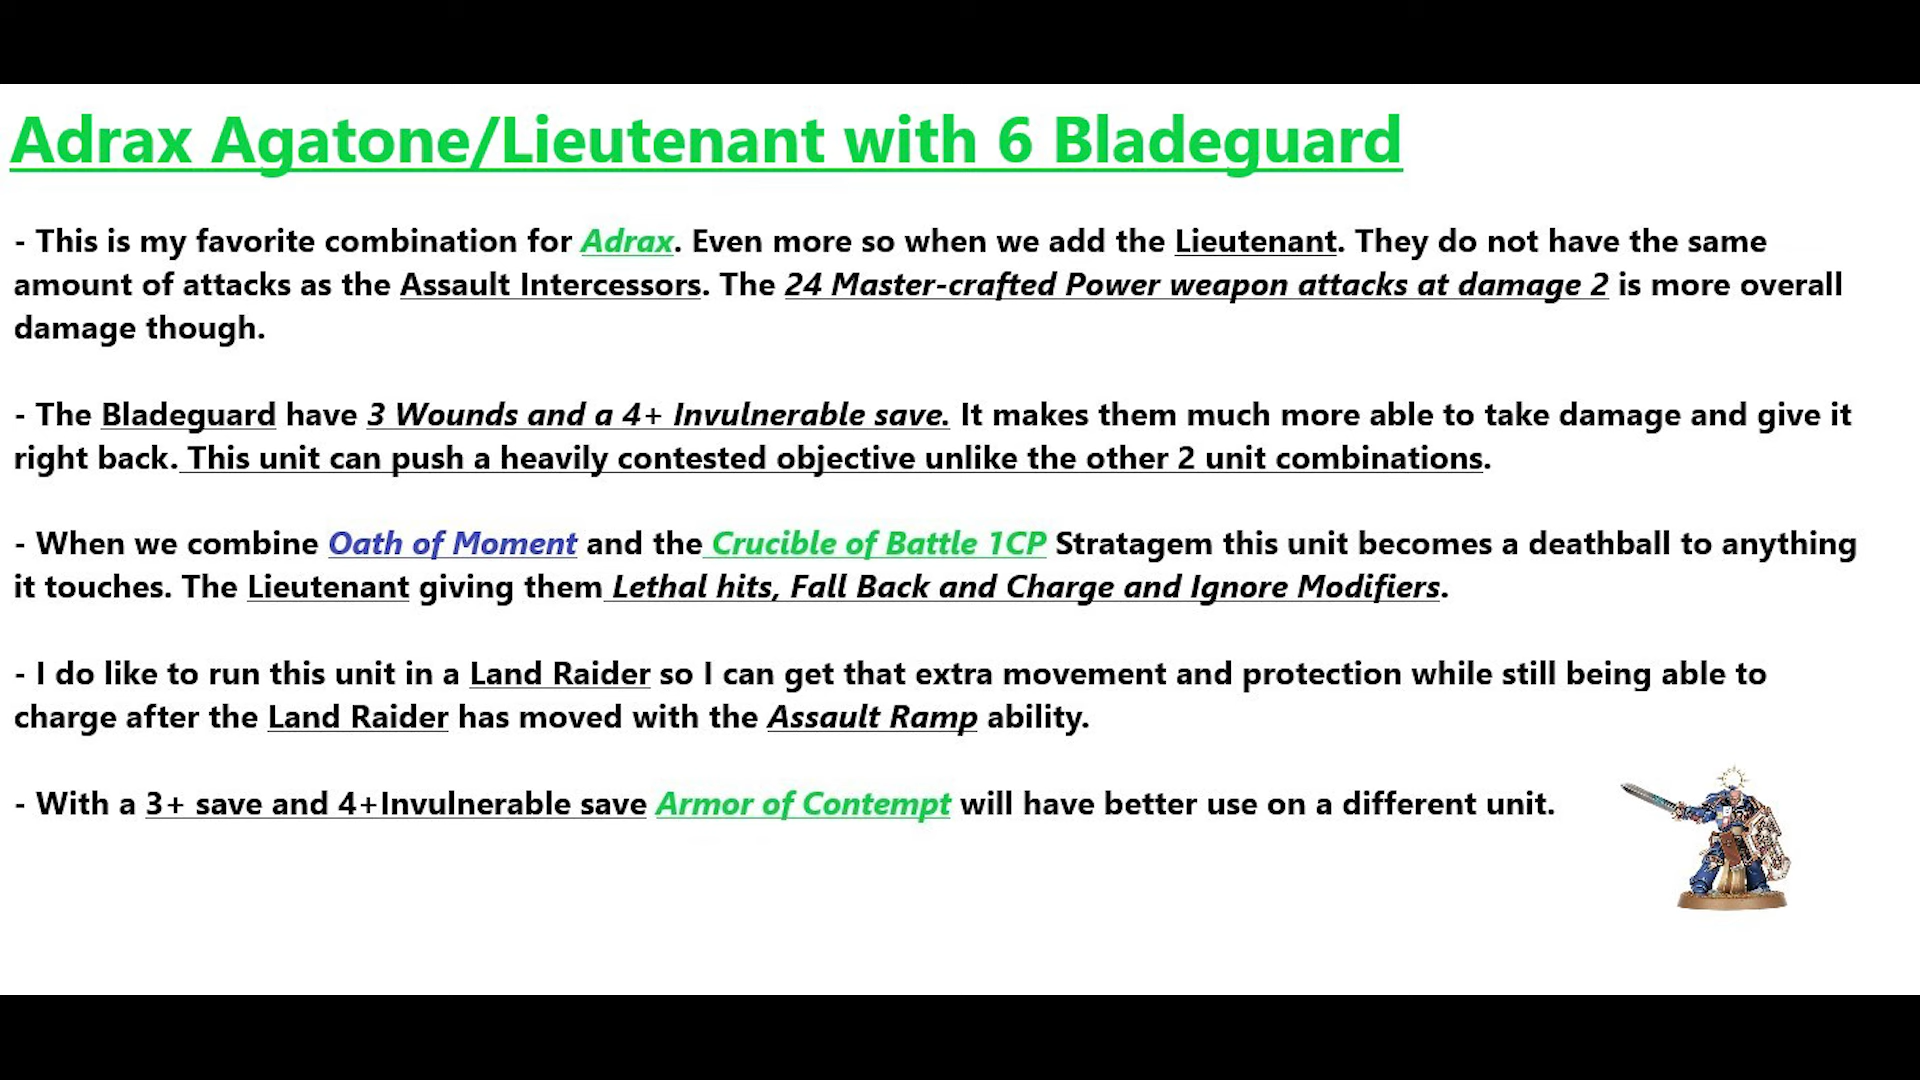 Adrax Agatone/Lieutenant with 6 Bladeguard
- This is my favorite combination for Adrax. Even more so when we add the Lieutenant. They do not have the same
amount of attacks as the Assault Intercessors. The 24 Master-crafted Power weapon attacks at damage 2 is more overall
damage though.
- The Bladeguard have 3 Wounds and a 4+ Invulnerable save. It makes them much more able to take damage and give it
right back. This unit can push a heavily contested objective unlike the other 2 unit combinations.
- When we combine Oath of Moment and the Crucible of Battle 1CP Stratagem this unit becomes a deathball to anything
it touches. The Lieutenant giving them Lethal hits, Fall Back and Charge and Ignore Modifiers.
- I do like to run this unit in a Land Raider so I can get that extra movement and protection while still being able to
charge after the Land Raider has moved with the Assault Ramp ability.
- With a 3+ save and 4+Invulnerable save Armor of Contempt will have better use on a different unit.